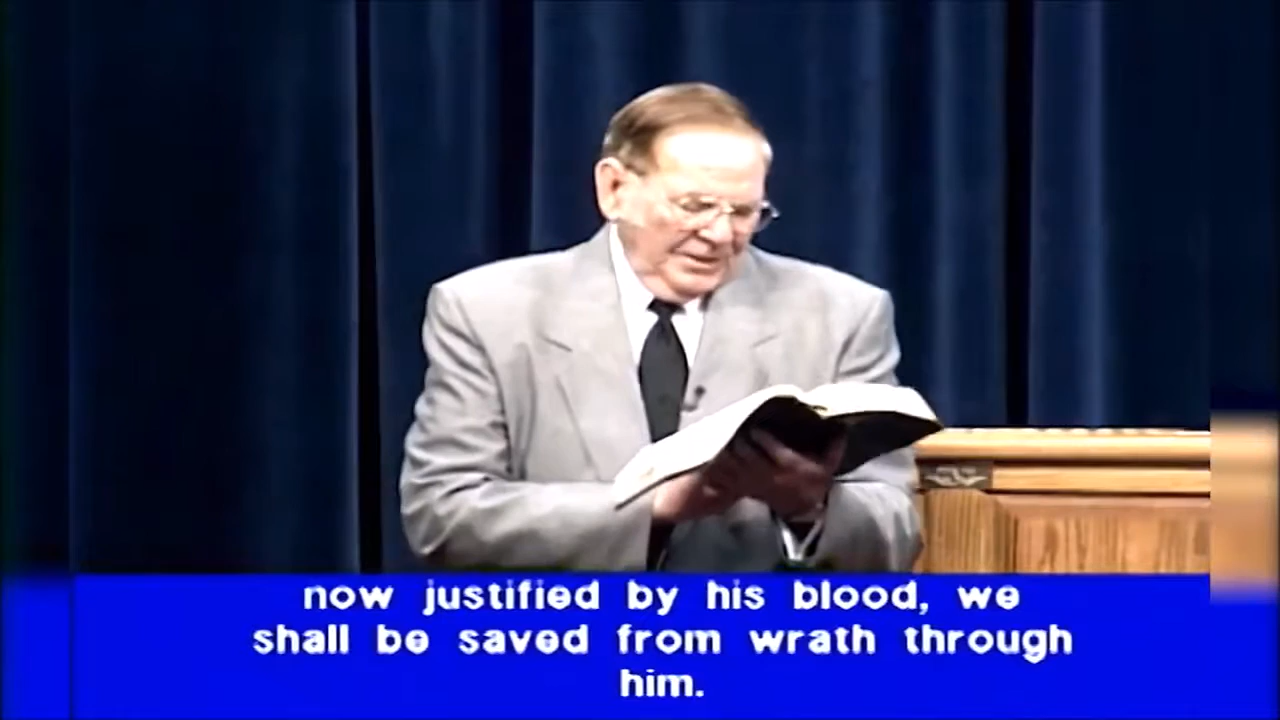 now justified by his blood, we
shall be saved from wrath through
him.